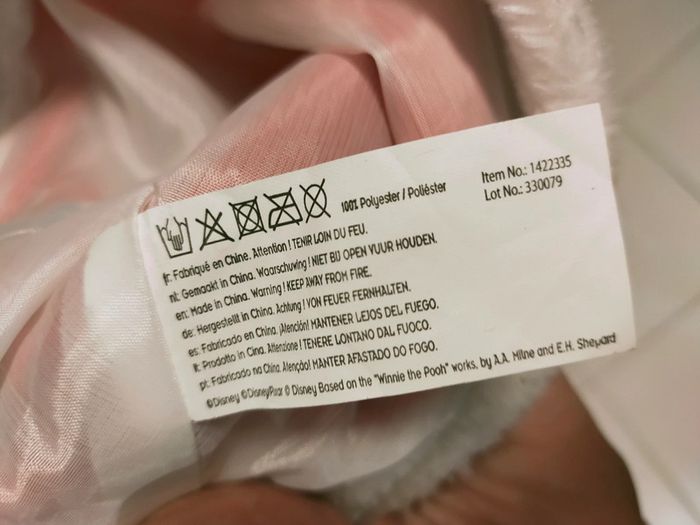 100% Polyester / Poliéster
Item No.: 1422335
Lot No.: 330079
fr: Fabriqué en Chine. Attention ! TENIR LOIN DU FEU.
nl: Gemaakt in China. Waarschuwing ! NIET BIJ OPEN VUUR HOUDEN.
en: Made in China. Warning ! KEEP AWAY FROM FIRE.
de: Hergestellt in China. Achtung ! VON FEUER FERNHALTEN.
es: Fabricado en China. ¡Atención! MANTENER LEJOS DEL FUEGO.
it: Prodotto in Cina. Attenzione ! TENERE LONTANO DAL FUOCO.
pt: Fabricado na China. Atenção! MANTER AFASTADO DO FOGO.
©Disney ©Disney/Pixar © Disney Based on the "Winnie the Pooh" works, by A.A. Milne and E.H. Shepard